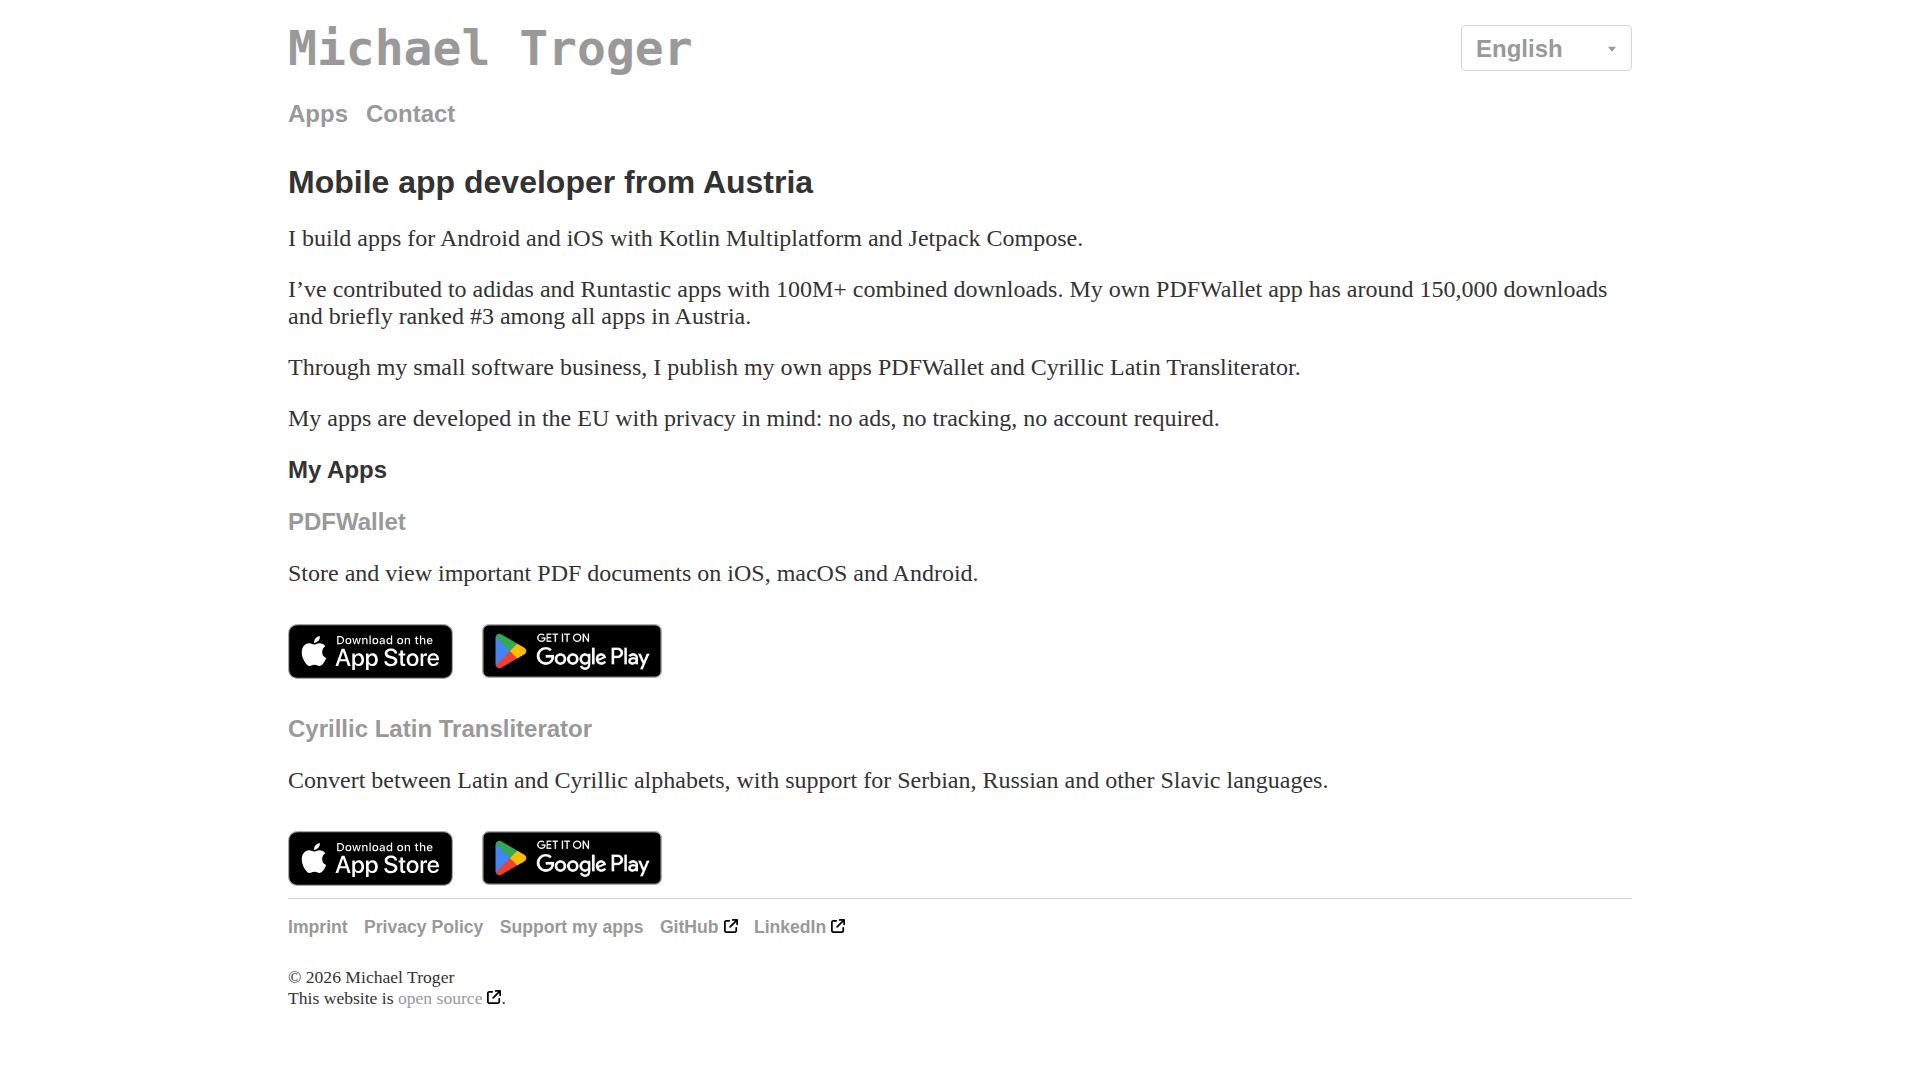 Michael Troger
English
Apps Contact
Mobile app developer from Austria
I build apps for Android and iOS with Kotlin Multiplatform and Jetpack Compose.
I’ve contributed to adidas and Runtastic apps with 100M+ combined downloads. My own PDFWallet app has around 150,000 downloads
and briefly ranked #3 among all apps in Austria.
Through my small software business, I publish my own apps PDFWallet and Cyrillic Latin Transliterator.
My apps are developed in the EU with privacy in mind: no ads, no tracking, no account required.
My Apps
PDFWallet
Store and view important PDF documents on iOS, macOS and Android.
Download on the
App Store
GET IT ON
Google Play
Cyrillic Latin Transliterator
Convert between Latin and Cyrillic alphabets, with support for Serbian, Russian and other Slavic languages.
Download on the
App Store
GET IT ON
Google Play
Imprint Privacy Policy Support my apps GitHub LinkedIn
© 2026 Michael Troger
This website is open source .